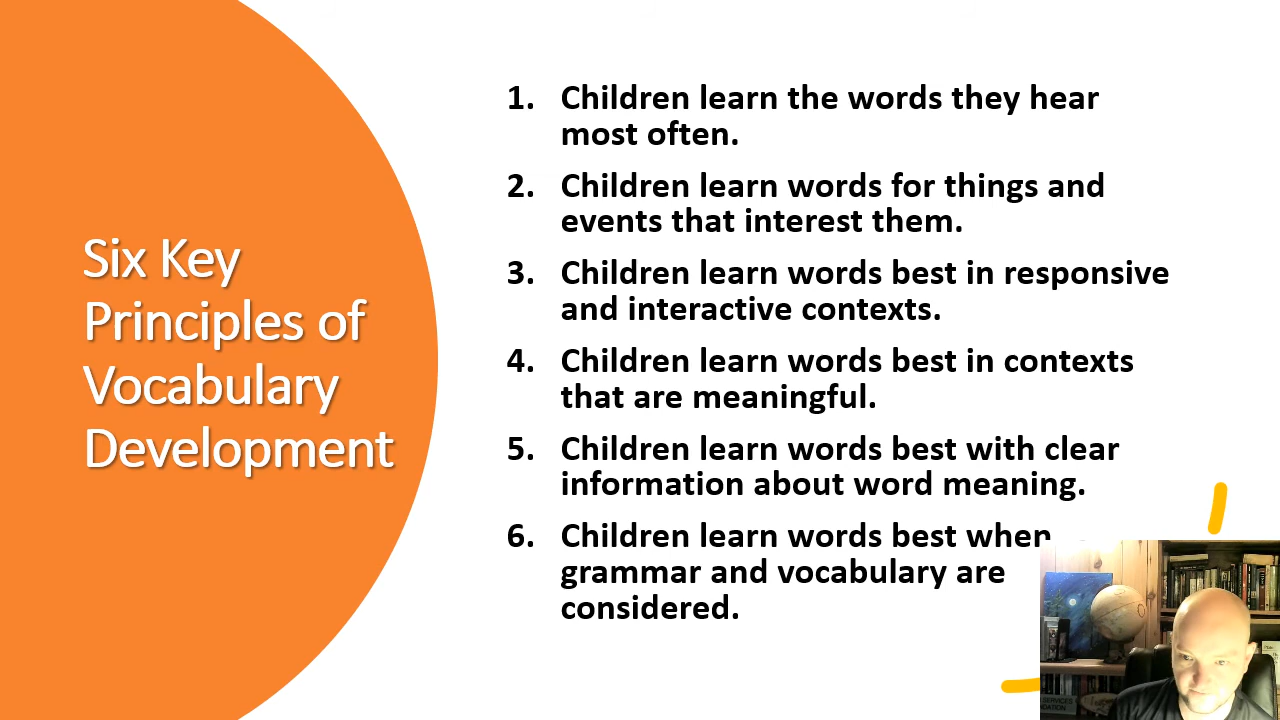 Six Key
Principles of
Vocabulary
Development
1. Children learn the words they hear
most often.
2. Children learn words for things and
events that interest them.
3. Children learn words best in responsive
and interactive contexts.
4. Children learn words best in contexts
that are meaningful.
5. Children learn words best with clear
information about word meaning.
6. Children learn words best when
grammar and vocabulary are
considered.